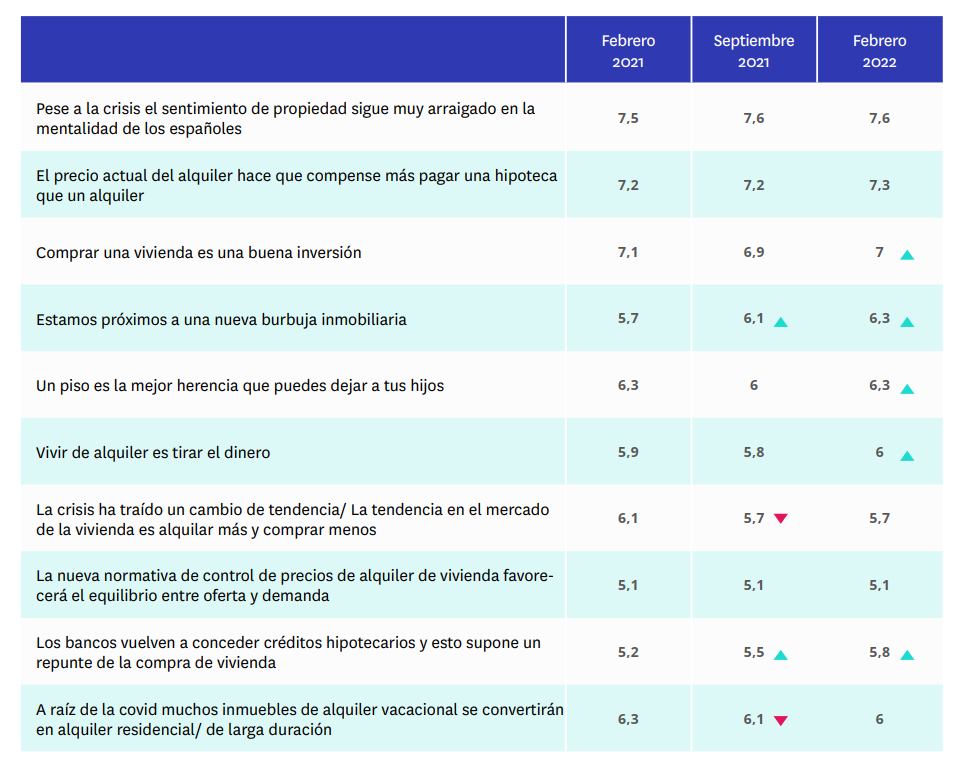 Febrero Septiembre Febrero
2021 2021 2022
Pese a la crisis el sentimiento de propiedad sigue muy arraigado en la
mentalidad de los españoles
7,5 7,6 7,6
El precio actual del alquiler hace que compense más pagar una hipoteca
que un alquiler
7,2 7,2 7,3
Comprar una vivienda es una buena inversión 7,1 6,9 7
Estamos próximos a una nueva burbuja inmobiliaria 5,7 6,1 6,3
Un piso es la mejor herencia que puedes dejar a tus hijos 6,3 6 6,3
Vivir de alquiler es tirar el dinero 5,9 5,8 6
La crisis ha traído un cambio de tendencia/ La tendencia en el mercado
de la vivienda es alquilar más y comprar menos
6,1 5,7 5,7
La nueva normativa de control de precios de alquiler de vivienda favore-
cerá el equilibrio entre oferta y demanda
5,1 5,1 5,1
Los bancos vuelven a conceder créditos hipotecarios y esto supone un
repunte de la compra de vivienda
5,2 5,5 5,8
A raíz de la covid muchos inmuebles de alquiler vacacional se convertirán
en alquiler residencial/ de larga duración
6,3 6,1 6